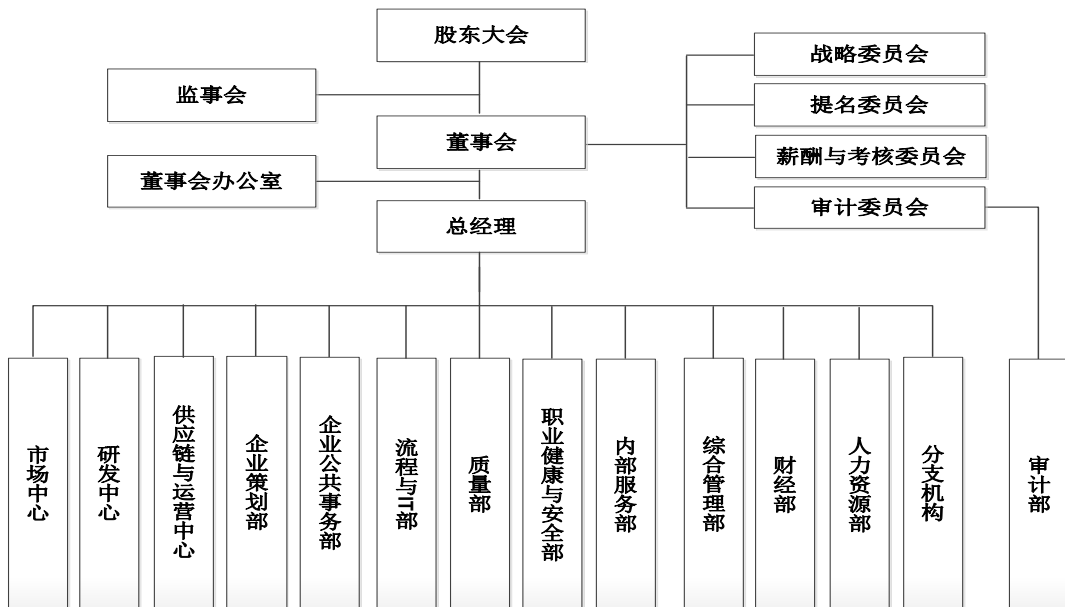 股东大会
战略委员会
监事会
提名委员会
董事会
薪酬与考核委员会
董事会办公室
审计委员会
总经理
市场中心
研发中心
供应链与运营中心
企业策划部
企业公共事务部
流程与IT部
质量部
职业健康与安全部
内部服务部
综合管理部
财经部
人力资源部
分支机构
审计部